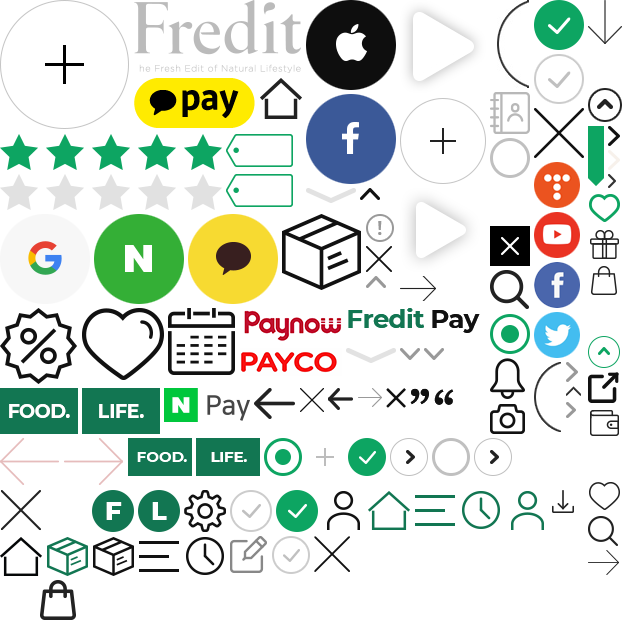 Fredit
he Fresh Edit of Natural Lifestyle
pay
Paynow
Fredit Pay
PAYCO
FOOD.
LIFE.
N Pay
FOOD.
LIFE.
F
L